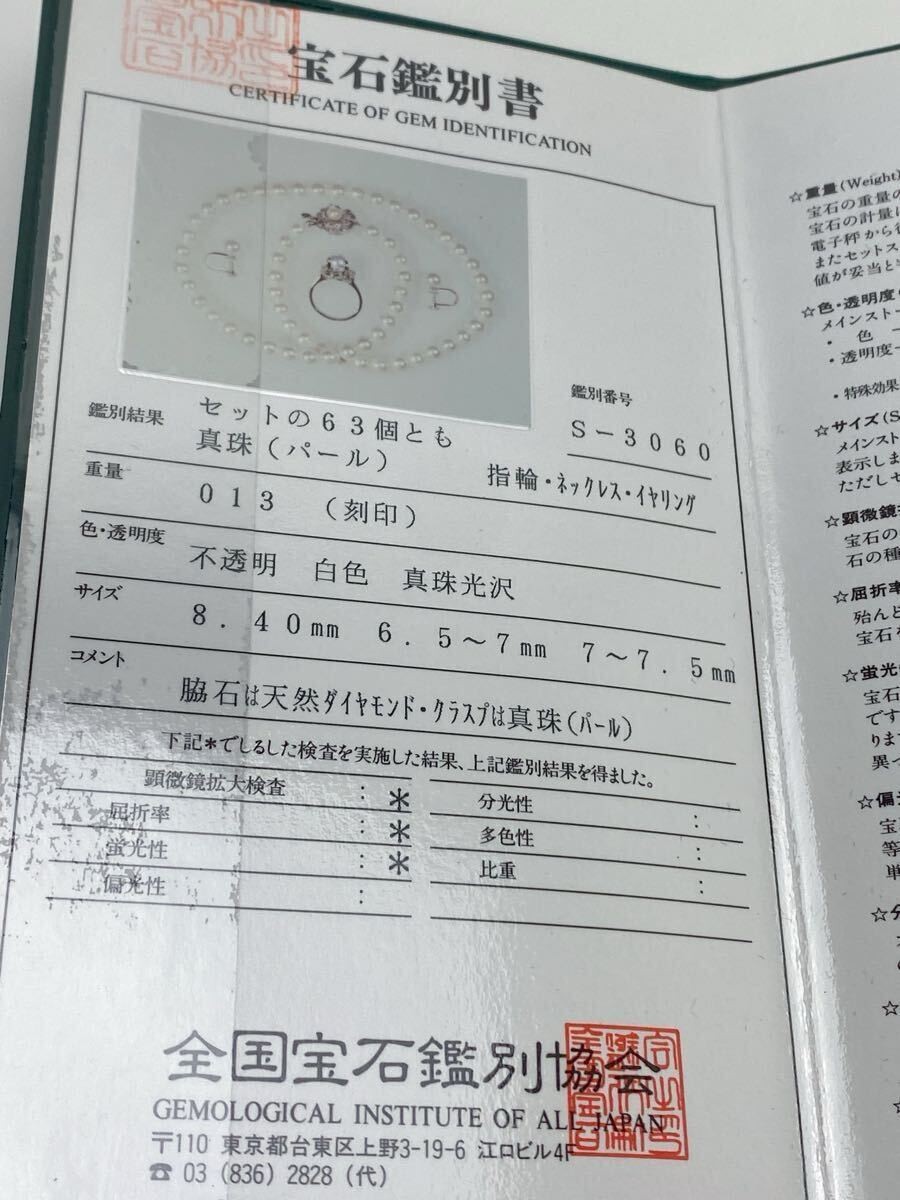 宝石鑑別書
CERTIFICATE OF GEM IDENTIFICATION
鑑別結果 セットの63個とも
真珠(パール)
鑑別番号
S-3060
指輪・ネックレス・イヤリング
重量 013 (刻印)
色・透明度 不透明 白色 真珠光沢
サイズ 8.40mm 6.5〜7mm 7〜7.5mm
コメント
脇石は天然ダイヤモンド・クラスプは真珠(パール)
下記*でしるした検査を実施した結果、上記鑑別結果を得ました。
顕微鏡拡大検査 : * 分光性 :
屈折率 : * 多色性 :
蛍光性 : * 比重 :
偏光性 :
全国宝石鑑別協会
GEMOLOGICAL INSTITUTE OF ALL JAPAN
〒110 東京都台東区上野3-19-6 江口ビル4F
☎ 03 (836) 2828 (代)
☆重量(Weight)
宝石の重量の
宝石の計量に
電子秤から
またセットス
値が妥当と
☆色・透明度
メインストー
・色
・透明度
・特殊効果
☆サイズ(S
メインスト
表示しま
ただしセ
☆顕微鏡
宝石の
石の種
☆屈折率
殆んど
宝石
☆蛍光
宝石
です
りま
異っ
☆偏光
宝
等
単
☆分
の
☆